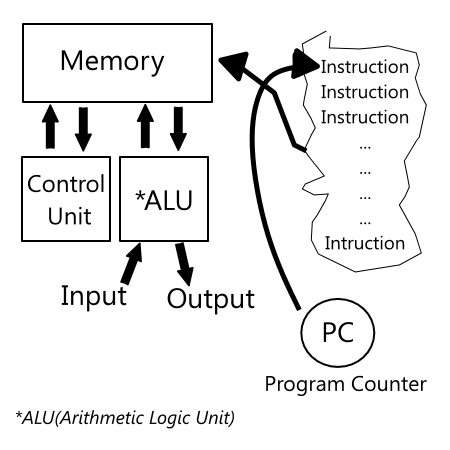 Memory
Control
Unit
*ALU
Input
Output
Instruction
Instruction
Instruction
...
...
...
...
Intruction
PC
Program Counter
*ALU(Arithmetic Logic Unit)